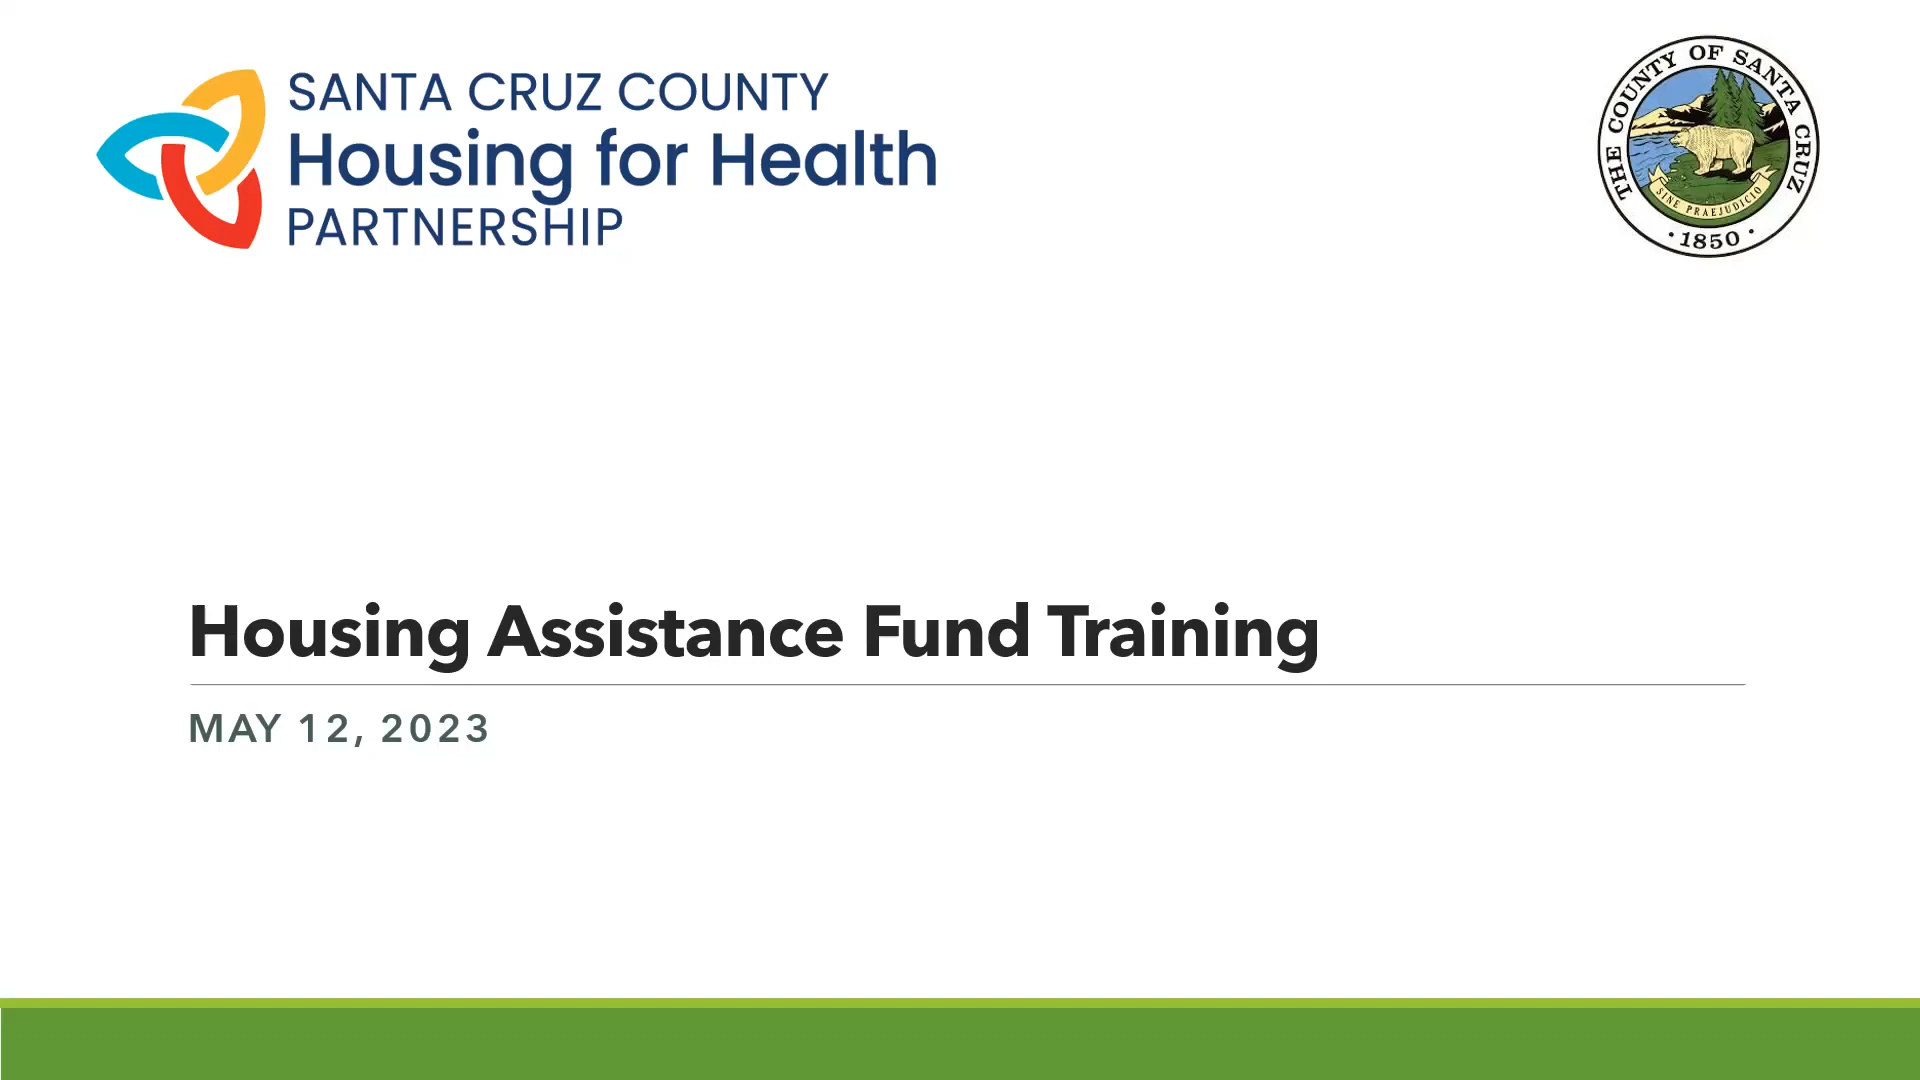 SANTA CRUZ COUNTY
Housing for Health
PARTNERSHIP
THE COUNTY OF SANTA CRUZ
SINE PRAEJUDICIO
• 1850 •
Housing Assistance Fund Training
MAY 12, 2023